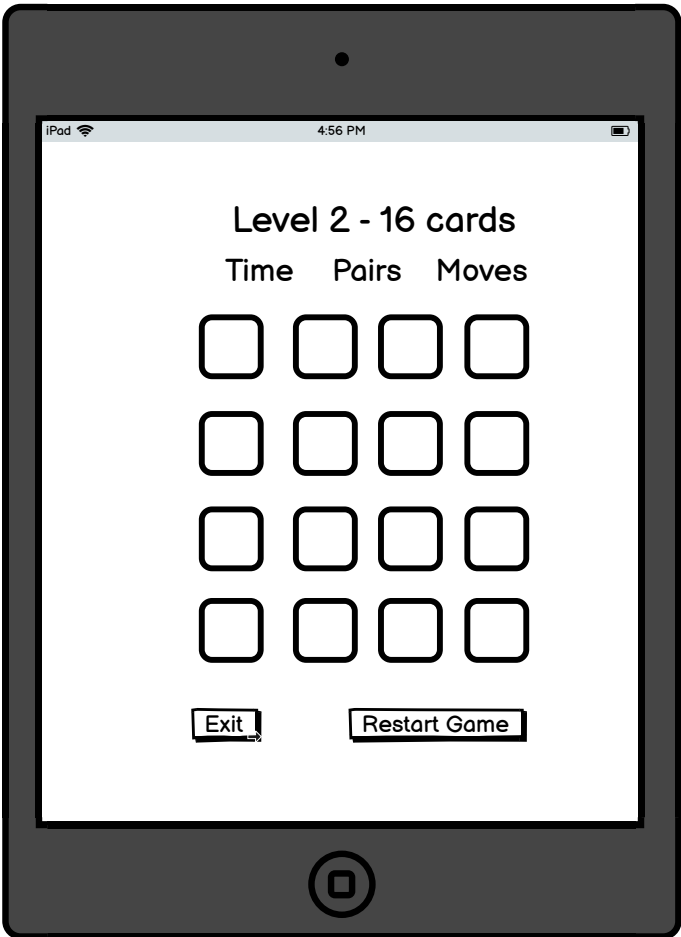 iPad 4:56 PM
Level 2 - 16 cards
Time Pairs Moves
Exit Restart Game